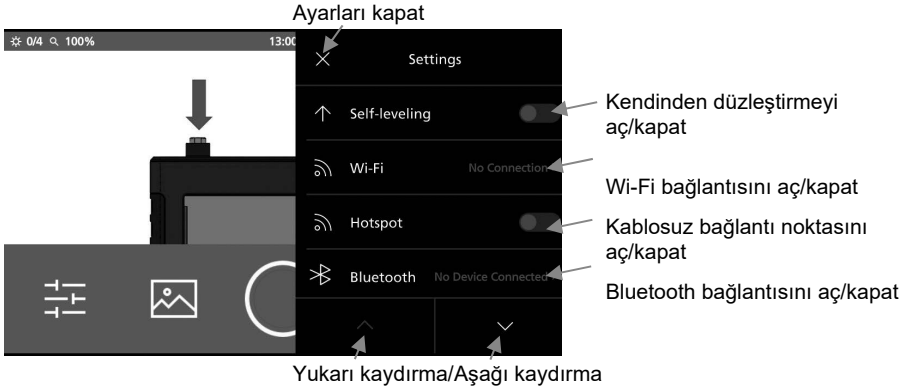 Ayarları kapat
0/4 100% 13:00
Settings
Self-leveling
Kendinden düzleştirmeyi
aç/kapat
Wi-Fi No Connection
Wi-Fi bağlantısını aç/kapat
Hotspot
Kablosuz bağlantı noktasını
aç/kapat
Bluetooth No Device Connected
Bluetooth bağlantısını aç/kapat
Yukarı kaydırma/Aşağı kaydırma